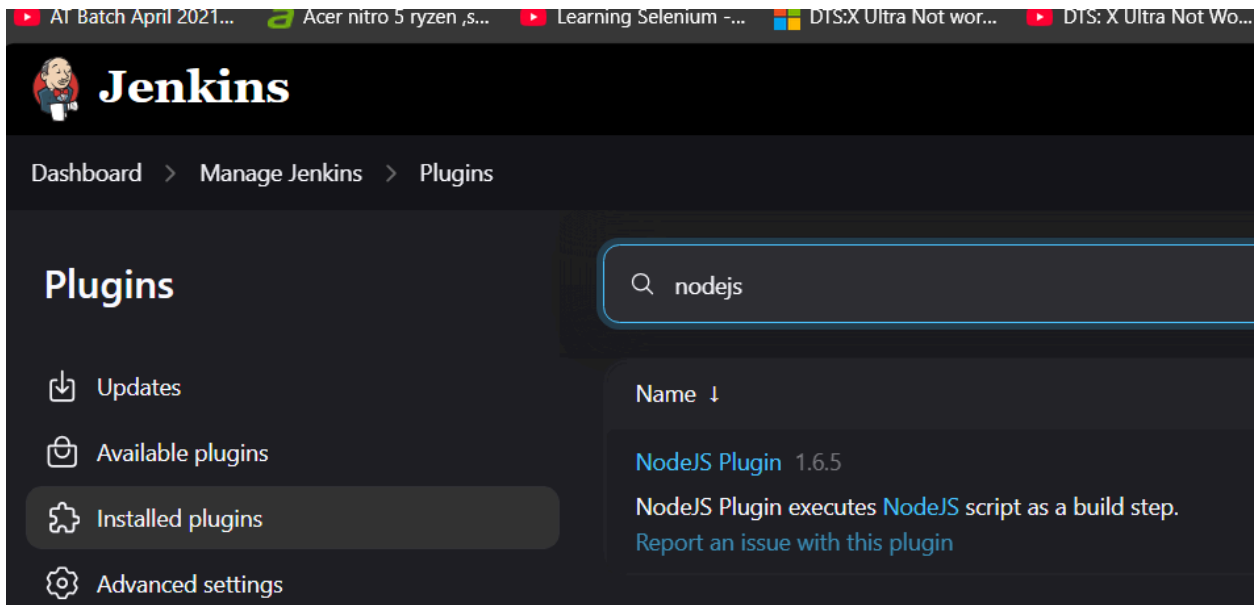 AT Batch April 2021... Acer nitro 5 ryzen ,s... Learning Selenium -... DTS:X Ultra Not wor... DTS: X Ultra Not Wo...
Jenkins
Dashboard > Manage Jenkins > Plugins
Plugins
nodejs
Updates
Name ↓
Available plugins
NodeJS Plugin 1.6.5
Installed plugins
NodeJS Plugin executes NodeJS script as a build step.
Report an issue with this plugin
Advanced settings